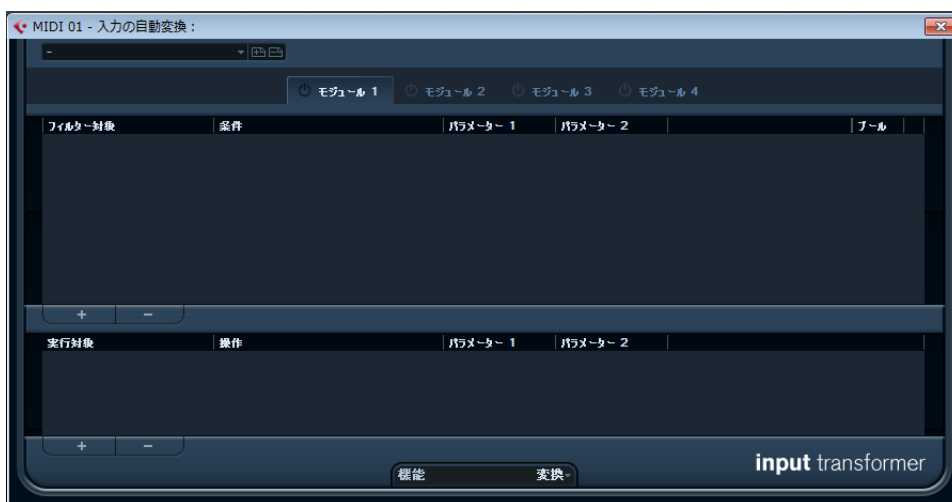 MIDI 01 - 入力の自動変換：
-
モジュール 1 モジュール 2 モジュール 3 モジュール 4
フィルター対象 条件 パラメーター 1 パラメーター 2 ブール
+ −
実行対象 操作 パラメーター 1 パラメーター 2
+ −
機能 変換
input transformer